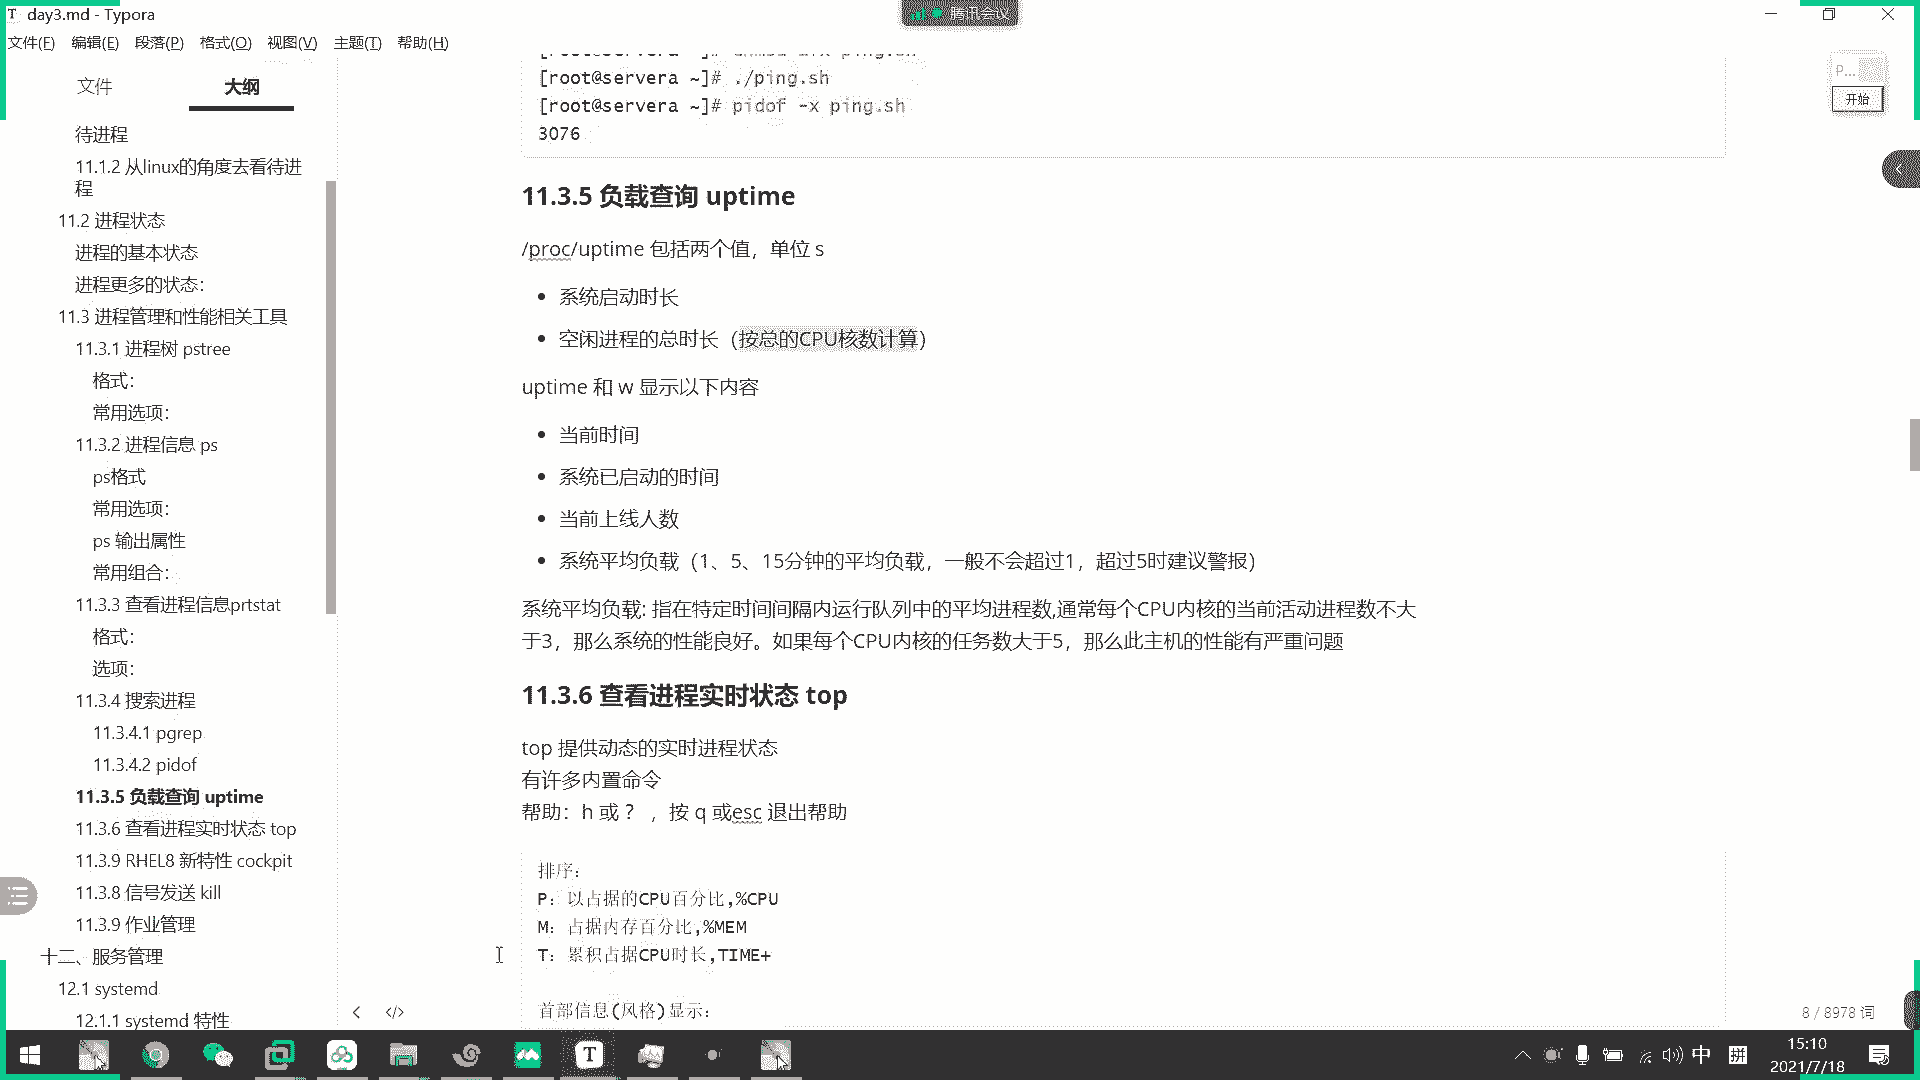 day3.md - Typora
腾讯会议
文件(F) 编辑(E) 段落(P) 格式(O) 视图(V) 主题(T) 帮助(H)
文件 大纲
待进程
11.1.2 从linux的角度去看待进
程
11.2 进程状态
进程的基本状态
进程更多的状态:
11.3 进程管理和性能相关工具
11.3.1 进程树 pstree
格式:
常用选项:
11.3.2 进程信息 ps
ps格式
常用选项:
ps 输出属性
常用组合:
11.3.3 查看进程信息prtstat
格式:
选项:
11.3.4 搜索进程
11.3.4.1 pgrep
11.3.4.2 pidof
11.3.5 负载查询 uptime
11.3.6 查看进程实时状态 top
11.3.9 RHEL8 新特性 cockpit
11.3.8 信号发送 kill
11.3.9 作业管理
十二、服务管理
12.1 systemd
12.1.1 systemd 特性
[root@servera ~]# ./ping.sh
[root@servera ~]# pidof -x ping.sh
3076
11.3.5 负载查询 uptime
/proc/uptime 包括两个值，单位 s
• 系统启动时长
• 空闲进程的总时长（按总的CPU核数计算）
uptime 和 w 显示以下内容
• 当前时间
• 系统已启动的时间
• 当前上线人数
• 系统平均负载（1、5、15分钟的平均负载，一般不会超过1，超过5时建议警报）
系统平均负载: 指在特定时间间隔内运行队列中的平均进程数,通常每个CPU内核的当前活动进程数不大
于3，那么系统的性能良好。如果每个CPU内核的任务数大于5，那么此主机的性能有严重问题
11.3.6 查看进程实时状态 top
top 提供动态的实时进程状态
有许多内置命令
帮助：h 或 ？ ，按 q 或esc 退出帮助
排序:
P: 以占据的CPU百分比,%CPU
M: 占据内存百分比,%MEM
T: 累积占据CPU时长,TIME+
首部信息(风格)显示:
P...
开始
8 / 8978 词
中 拼
15:10
2021/7/18